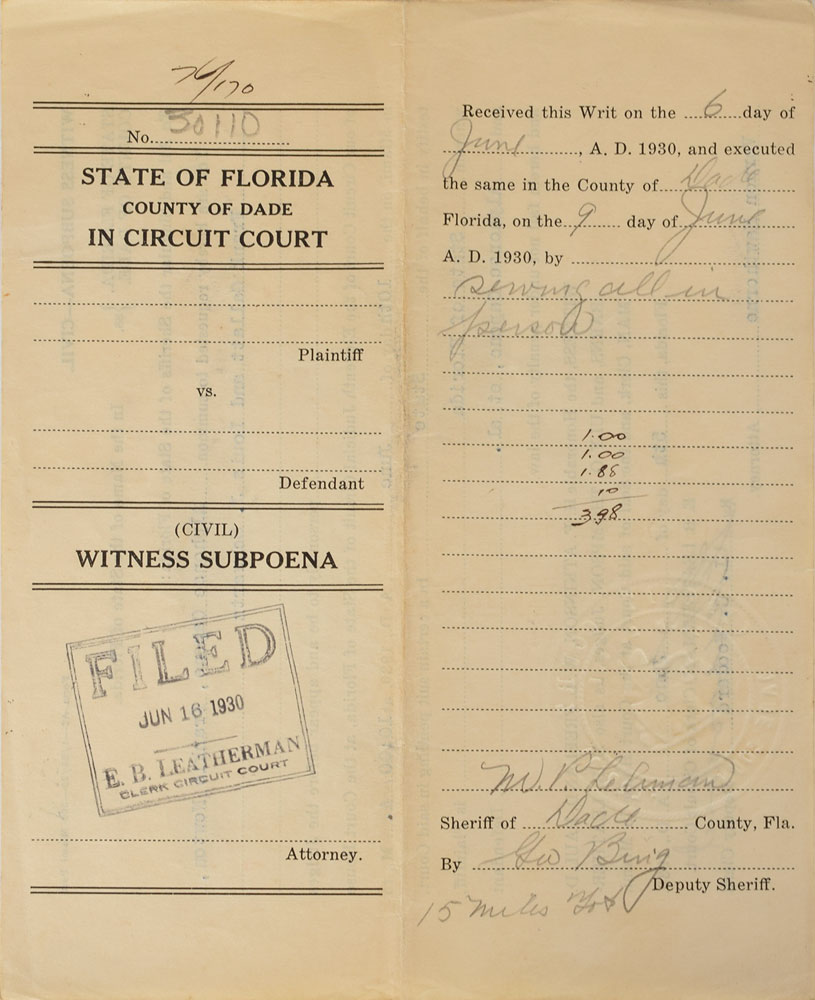 76/170
No. 30110
STATE OF FLORIDA
COUNTY OF DADE
IN CIRCUIT COURT
Plaintiff
vs.
Defendant
(CIVIL)
WITNESS SUBPOENA
FILED
JUN 16 1930
E. B. LEATHERMAN
CLERK CIRCUIT COURT
Attorney.
Received this Writ on the 6 day of
June, A. D. 1930, and executed
the same in the County of Dade
Florida, on the 9 day of June
A. D. 1930, by
serving all in
person
1.00
1.00
1.88
10
3.98
M. P. Lehman
Sheriff of Dade County, Fla.
By Geo Bing
Deputy Sheriff.
15 miles